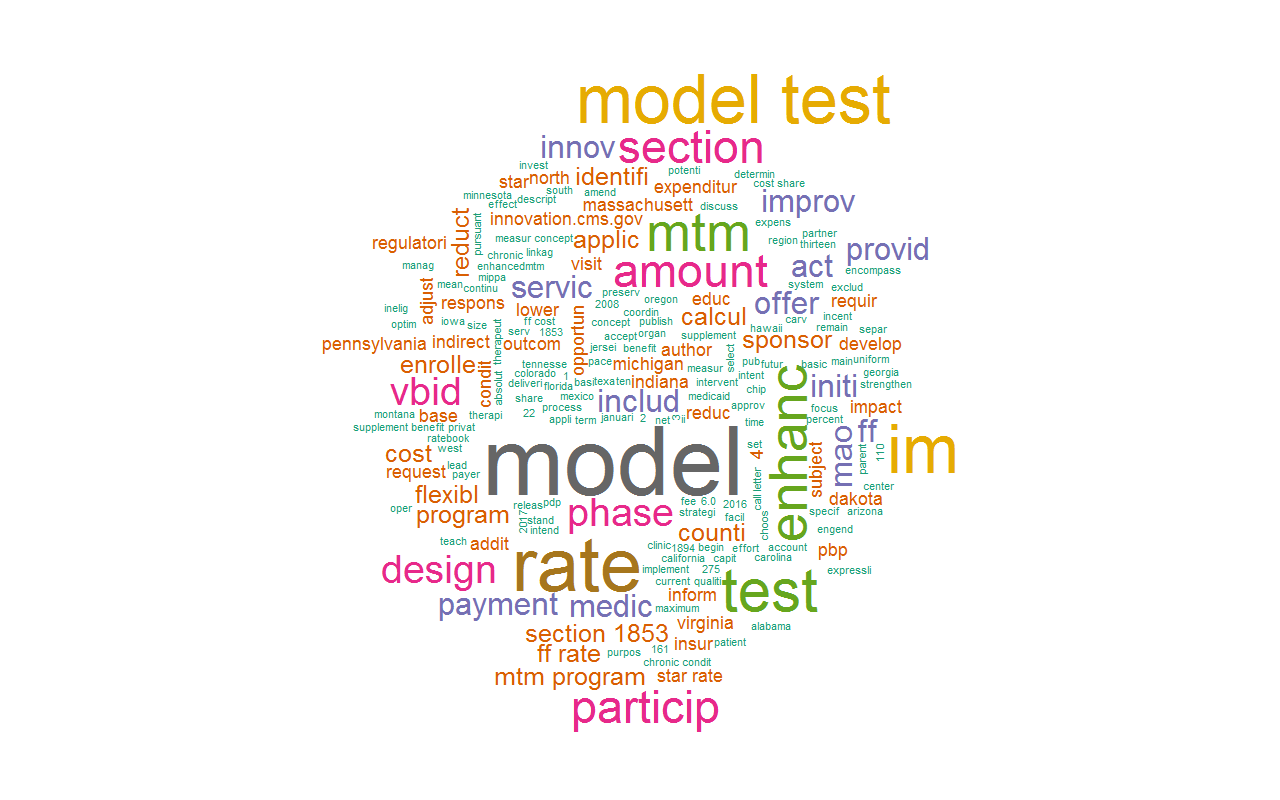 model test
innov
section
invest
potenti
determin
star
north
identifi
expenditur
cost share
minnesota
south
amend
effect
descript
massachusett
discuss
improv
pursuant
reduct
innovation.cms.gov
mtm
expens
regulatori
measur concept
applic
region
partner
thirteen
provid
chronic
linkag
manag
enhancedmtm
visit
amount
act
encompass
mean
mippa
continu
servic
preserv
system
exclud
inelig
adjust
respons
lower
2008
oregon
educ
offer
requir
coordin
optim
iowa
size
ff cost
opportun
concept
publish
calcul
carv
incent
hawaii
remain
separ
serv
1853
accept
organ
supplement
pennsylvania
indirect
therapeut
outcom
jersei
benefit
author
select
sponsor
develop
enrolle
condit
absolut
tennesse
pace
michigan
measur
pub
futur
basic
main
uniform
colorado
1
deliveri
florida
basi
texa
ten
indiana
intervent
intent
enhanc
georgia
vbid
share
mexico
includ
medicaid
chip
initi
strengthen
montana
base
therapi
22
process
appli
term
januari
2
net
3
ii
reduc
approv
time
focus
percent
impact
supplement benefit
privat
ratebook
cost
west
model
set
4
subject
mao
ff
parent
110
im
request
lead
payer
call letter
center
flexibl
oper
releas
pdp
phase
fee
6.0
2016
dakota
program
2017
stand
intend
strategi
facil
choos
specif
arizona
counti
engend
teach
addit
rate
clinic
1894
begin
effort
account
pbp
california
capit
carolina
design
implement
275
expressli
current
qualiti
test
payment
medic
inform
maximum
virginia
alabama
section 1853
insur
patient
ff rate
purpos
161
chronic condit
mtm program
star rate
particip